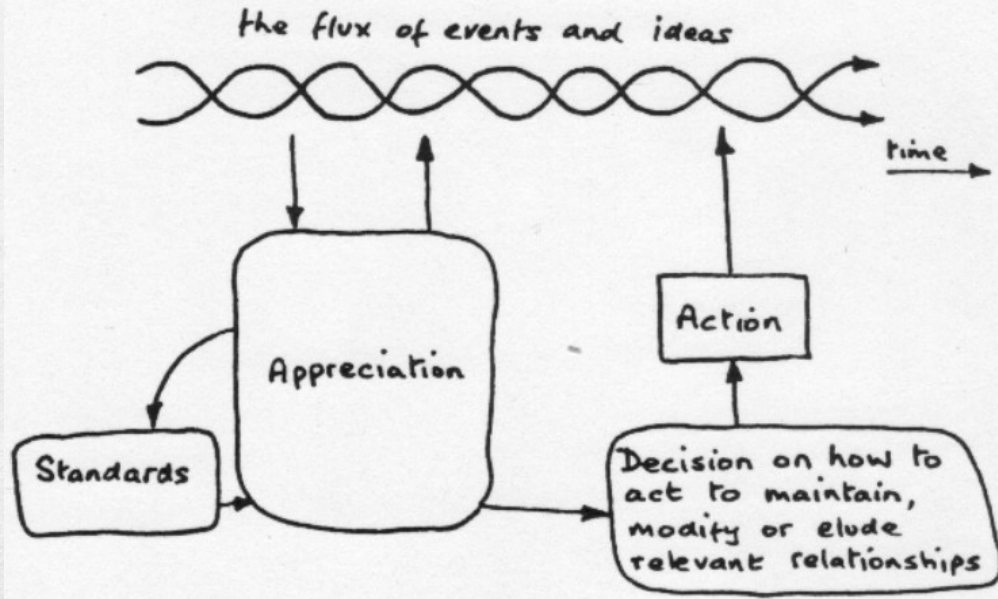 the flux of events and ideas
time
Action
Appreciation
Standards
Decision on how to
act to maintain,
modify or elude
relevant relationships